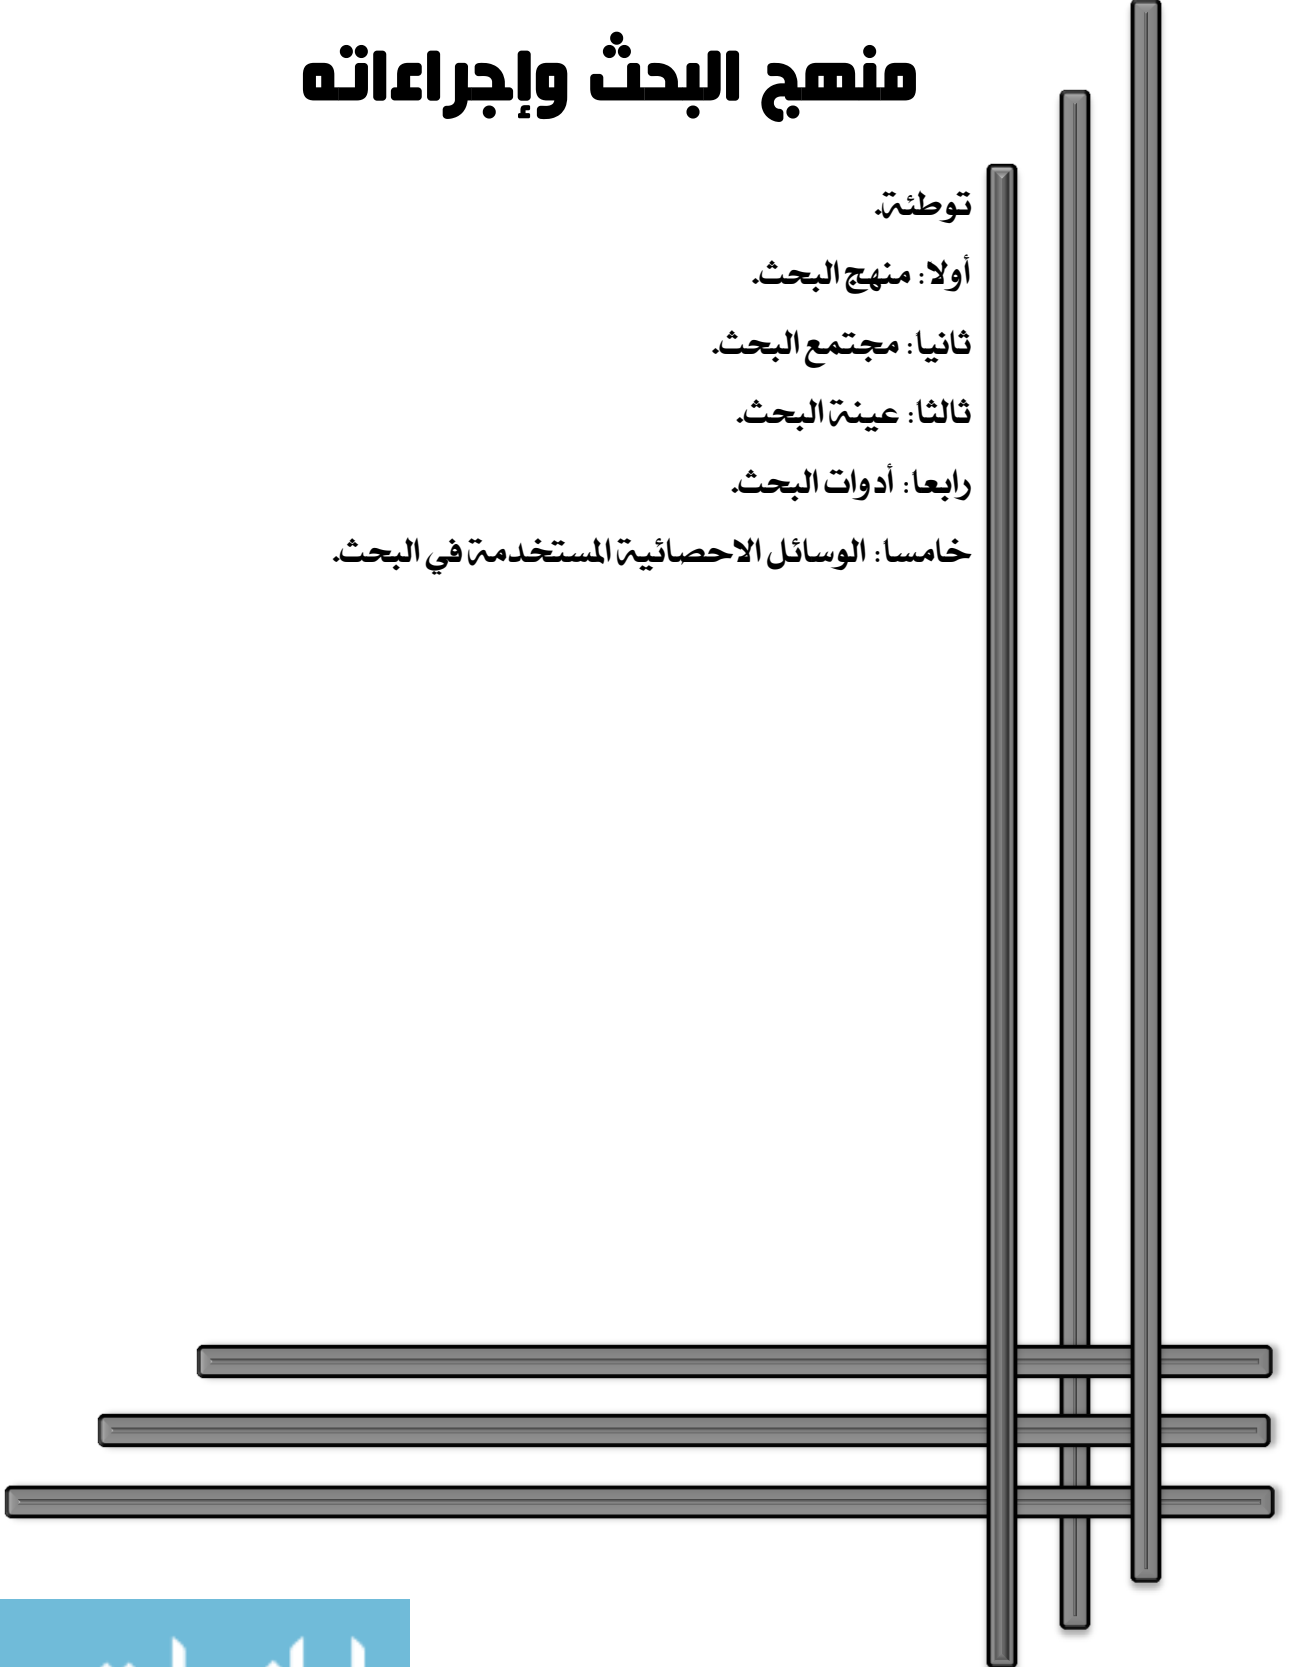 منهج البحث وإجراءاته
توطئة.
أولا: منهج البحث.
ثانيا: مجتمع البحث.
ثالثا: عينة البحث.
رابعا: أدوات البحث.
خامسا: الوسائل الاحصائية المستخدمة في البحث.